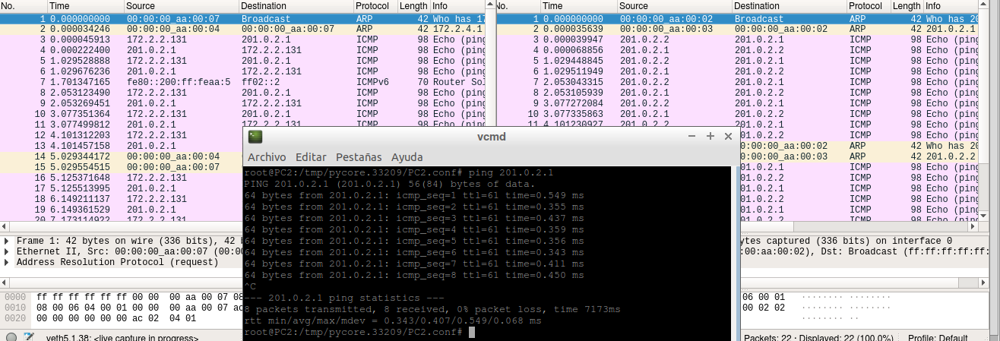 No. Time Source Destination Protocol Length Info
1 0.000000000 00:00:00_aa:00:07 Broadcast ARP 42 Who has 17
2 0.000034246 00:00:00_aa:00:04 00:00:00_aa:00:07 ARP 42 172.2.4.1
3 0.000045913 172.2.2.131 201.0.2.1 ICMP 98 Echo (ping
4 0.000222400 201.0.2.1 172.2.2.131 ICMP 98 Echo (ping
5 1.029528888 172.2.2.131 201.0.2.1 ICMP 98 Echo (ping
6 1.029676236 201.0.2.1 172.2.2.131 ICMP 98 Echo (ping
7 1.701347165 fe80::200:ff:feaa:5 ff02::2 ICMPv6 70 Router Sol
8 2.053123490 172.2.2.131 201.0.2.1 ICMP 98 Echo (ping
9 2.053269451 201.0.2.1 172.2.2.131 ICMP 98 Echo (ping
10 3.077351364 172.2.2.131 201.0.2.1 ICMP 98 Echo (ping
11 3.077499812 201.0.2.1 172.2.2.131 ICMP 98 Echo (ping
12 4.101312203 172.2.2.131
13 4.101457158 201.0.2.1
14 5.029344172 00:00:00_aa:00:04
15 5.029554515 00:00:00_aa:00:07
16 5.125371648 172.2.2.131
17 5.125513995 201.0.2.1
18 6.149211137 172.2.2.131
19 6.149361529 201.0.2.1
20 7.173114922 172.2.2.131
Frame 1: 42 bytes on wire (336 bits), 42 b
Ethernet II, Src: 00:00:00_aa:00:07 (00:00
Address Resolution Protocol (request)
0000 ff ff ff ff ff ff 00 00 00 aa 00 07 08
0010 08 00 06 04 00 01 00 00 00 aa 00 07 ac
0020 00 00 00 00 00 00 ac 02 04 01
veth5.1.38: <live capture in progress>
No. Time Source Destination Protocol Length Info
1 0.000000000 00:00:00_aa:00:02 Broadcast ARP 42 Who has 20
2 0.000035639 00:00:00_aa:00:03 00:00:00_aa:00:02 ARP 42 201.0.2.1
3 0.000039947 201.0.2.2 201.0.2.1 ICMP 98 Echo (ping
4 0.000068856 201.0.2.1 201.0.2.2 ICMP 98 Echo (ping
5 1.029448845 201.0.2.2 201.0.2.1 ICMP 98 Echo (ping
6 1.029511949 201.0.2.1 201.0.2.2 ICMP 98 Echo (ping
7 2.053043315 201.0.2.2 201.0.2.1 ICMP 98 Echo (ping
8 2.053105939 201.0.2.1 201.0.2.2 ICMP 98 Echo (ping
9 3.077272084 201.0.2.2 201.0.2.1 ICMP 98 Echo (ping
10 3.077335863 201.0.2.1 201.0.2.2 ICMP 98 Echo (ping
11 4.101230927 201.0.2.2 201.0.2.1 ICMP 98 Echo (ping
01.0.2.2 ICMP 98 Echo (ping
0:00:00_aa:00:02 ARP 42 Who has 20
0:00:00_aa:00:03 ARP 42 201.0.2.2
01.0.2.1 ICMP 98 Echo (ping
01.0.2.2 ICMP 98 Echo (ping
01.0.2.1 ICMP 98 Echo (ping
01.0.2.2 ICMP 98 Echo (ping
01.0.2.1 ICMP 98 Echo (ping
ytes captured (336 bits) on interface 0
00:aa:00:02), Dst: Broadcast (ff:ff:ff:ff:ff:
06 00 01 ········ ········
00 02 02 ········ ········
········ ··
Packets: 22 · Displayed: 22 (100.0%) Profile: Default
vcmd
Archivo Editar Pestañas Ayuda
root@PC2:/tmp/pycore.33209/PC2.conf# ping 201.0.2.1
PING 201.0.2.1 (201.0.2.1) 56(84) bytes of data.
64 bytes from 201.0.2.1: icmp_seq=1 ttl=61 time=0.549 ms
64 bytes from 201.0.2.1: icmp_seq=2 ttl=61 time=0.355 ms
64 bytes from 201.0.2.1: icmp_seq=3 ttl=61 time=0.437 ms
64 bytes from 201.0.2.1: icmp_seq=4 ttl=61 time=0.359 ms
64 bytes from 201.0.2.1: icmp_seq=5 ttl=61 time=0.356 ms
64 bytes from 201.0.2.1: icmp_seq=6 ttl=61 time=0.343 ms
64 bytes from 201.0.2.1: icmp_seq=7 ttl=61 time=0.411 ms
64 bytes from 201.0.2.1: icmp_seq=8 ttl=61 time=0.450 ms
^C
--- 201.0.2.1 ping statistics ---
8 packets transmitted, 8 received, 0% packet loss, time 7173ms
rtt min/avg/max/mdev = 0.343/0.407/0.549/0.068 ms
root@PC2:/tmp/pycore.33209/PC2.conf#